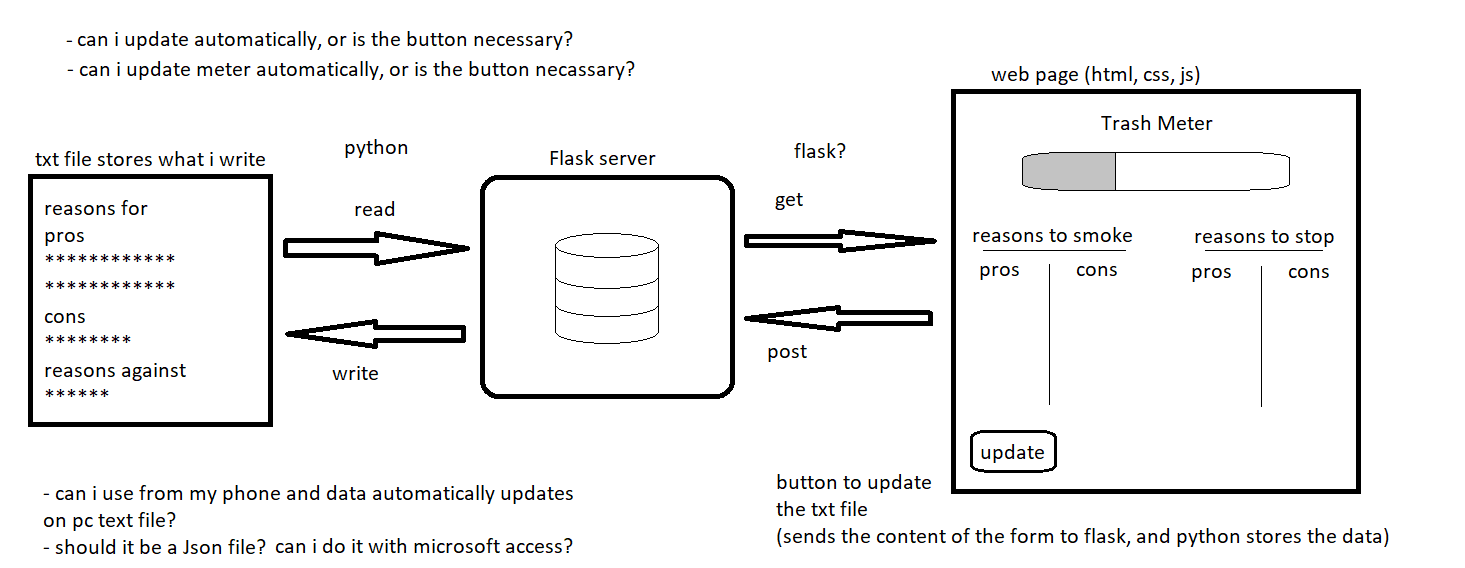 - can i update automatically, or is the button necessary?
- can i update meter automatically, or is the button necassary?
web page (html, css, js)
Trash Meter
python
flask?
txt file stores what i write
Flask server
reasons for
pros
************
************
cons
********
reasons against
******
read
write
get
post
reasons to smoke
pros
cons
reasons to stop
pros
cons
update
button to update
the txt file
(sends the content of the form to flask, and python stores the data)
- can i use from my phone and data automatically updates
on pc text file?
- should it be a Json file? can i do it with microsoft access?